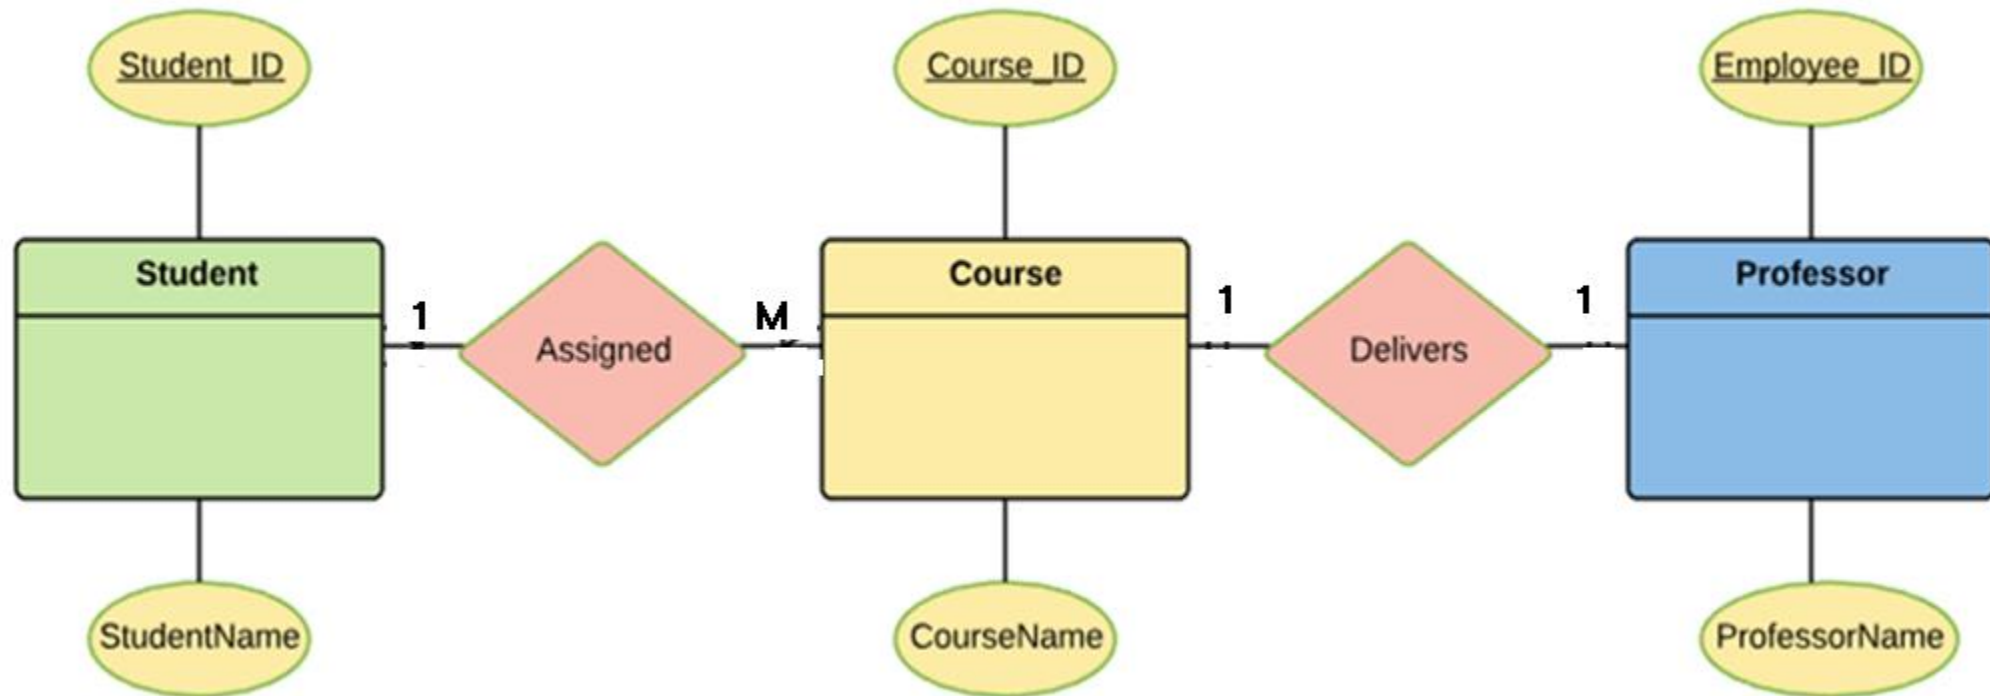 Student_ID
Course_ID
Employee_ID
Student
Course
Professor
1
M
1
1
Assigned
Delivers
StudentName
CourseName
ProfessorName